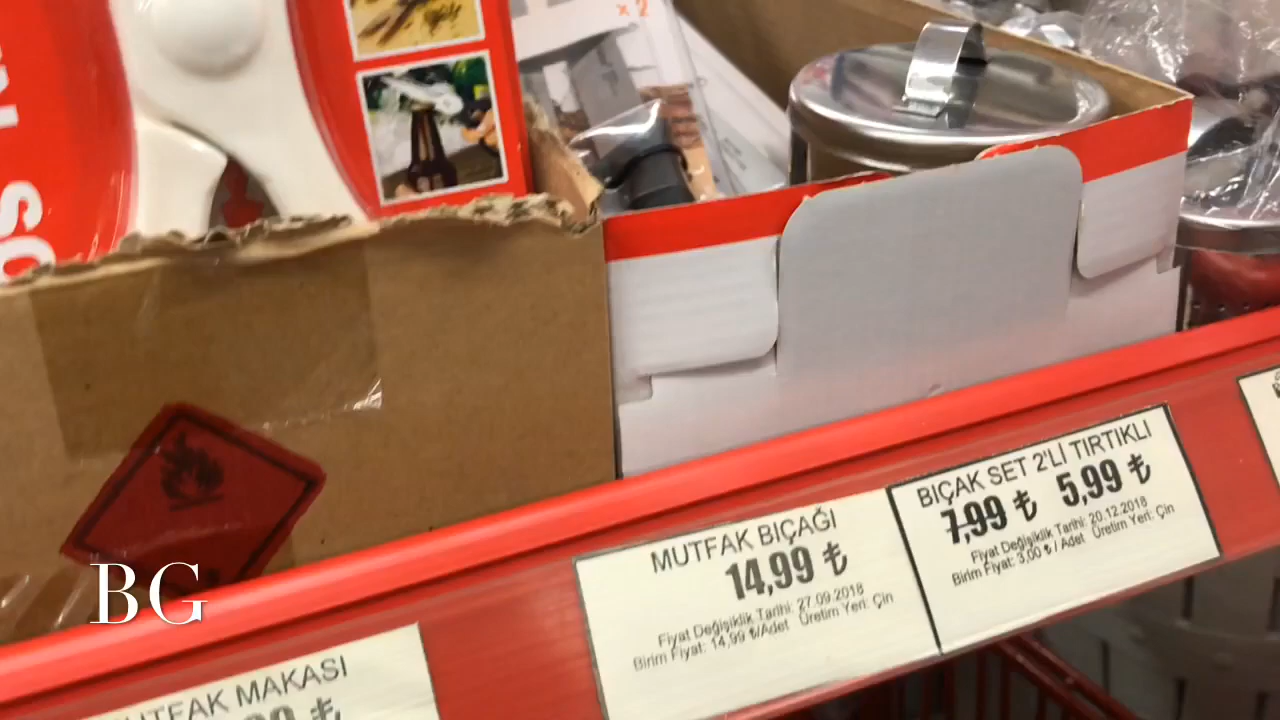 x2
BG
MUTFAK MAKASI
MUTFAK BIÇAĞI
14,99 ₺
Fiyat Değişiklik Tarihi: 27.09.2018
Birim Fiyat: 14,99 ₺/Adet Üretim Yeri: Çin
BIÇAK SET 2'Lİ TIRTIKLI
7,99 ₺ 5,99 ₺
Fiyat Değişiklik Tarihi: 20.12.2018
Birim Fiyat: 3,00 ₺ / Adet Üretim Yeri: Çin